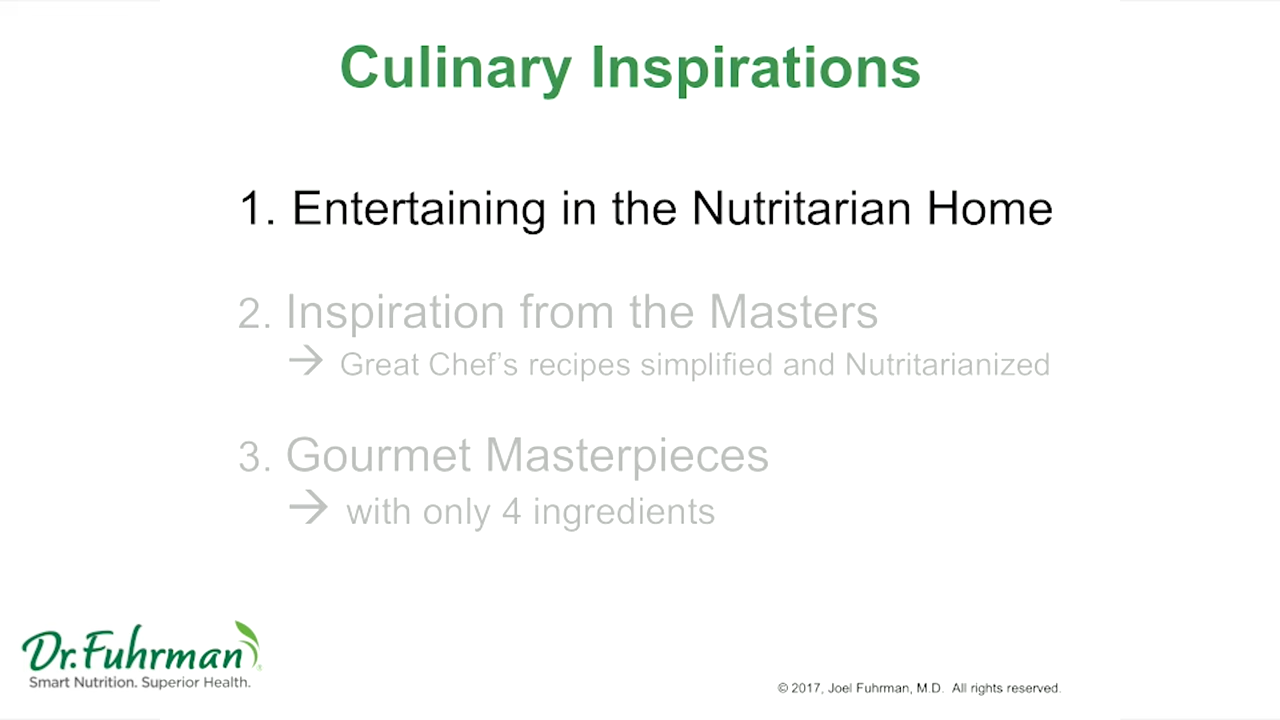 Culinary Inspirations
1. Entertaining in the Nutritarian Home
2. Inspiration from the Masters
→ Great Chef’s recipes simplified and Nutritarianized
3. Gourmet Masterpieces
→ with only 4 ingredients
Dr. Fuhrman
Smart Nutrition. Superior Health.
© 2017, Joel Fuhrman, M.D. All rights reserved.